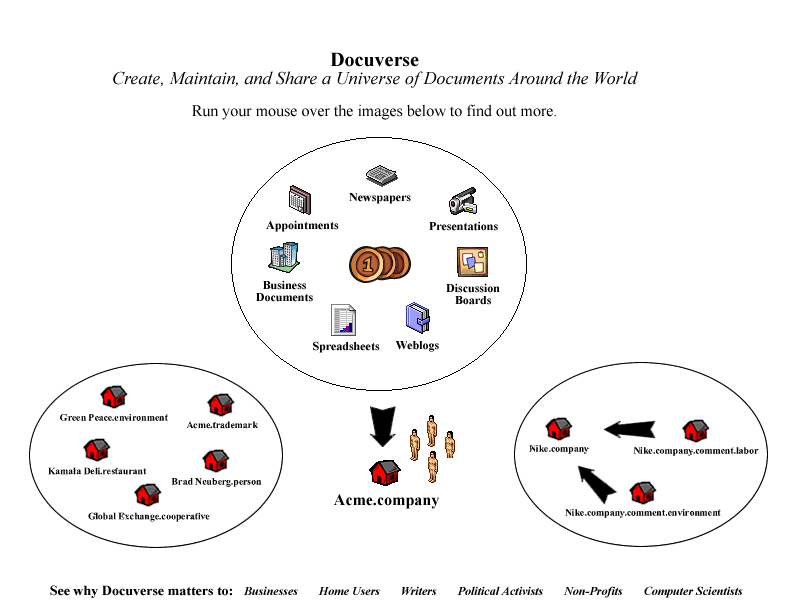 Docuverse
Create, Maintain, and Share a Universe of Documents Around the World
Run your mouse over the images below to find out more.
Newspapers
Appointments
Presentations
1
Business
Documents
Discussion
Boards
Spreadsheets
Weblogs
Green Peace.environment
Acme.trademark
Kamala Deli.restaurant
Brad Neuberg.person
Global Exchange.cooperative
Acme.company
Nike.company
Nike.company.comment.labor
Nike.company.comment.environment
See why Docuverse matters to: Businesses Home Users Writers Political Activists Non-Profits Computer Scientists